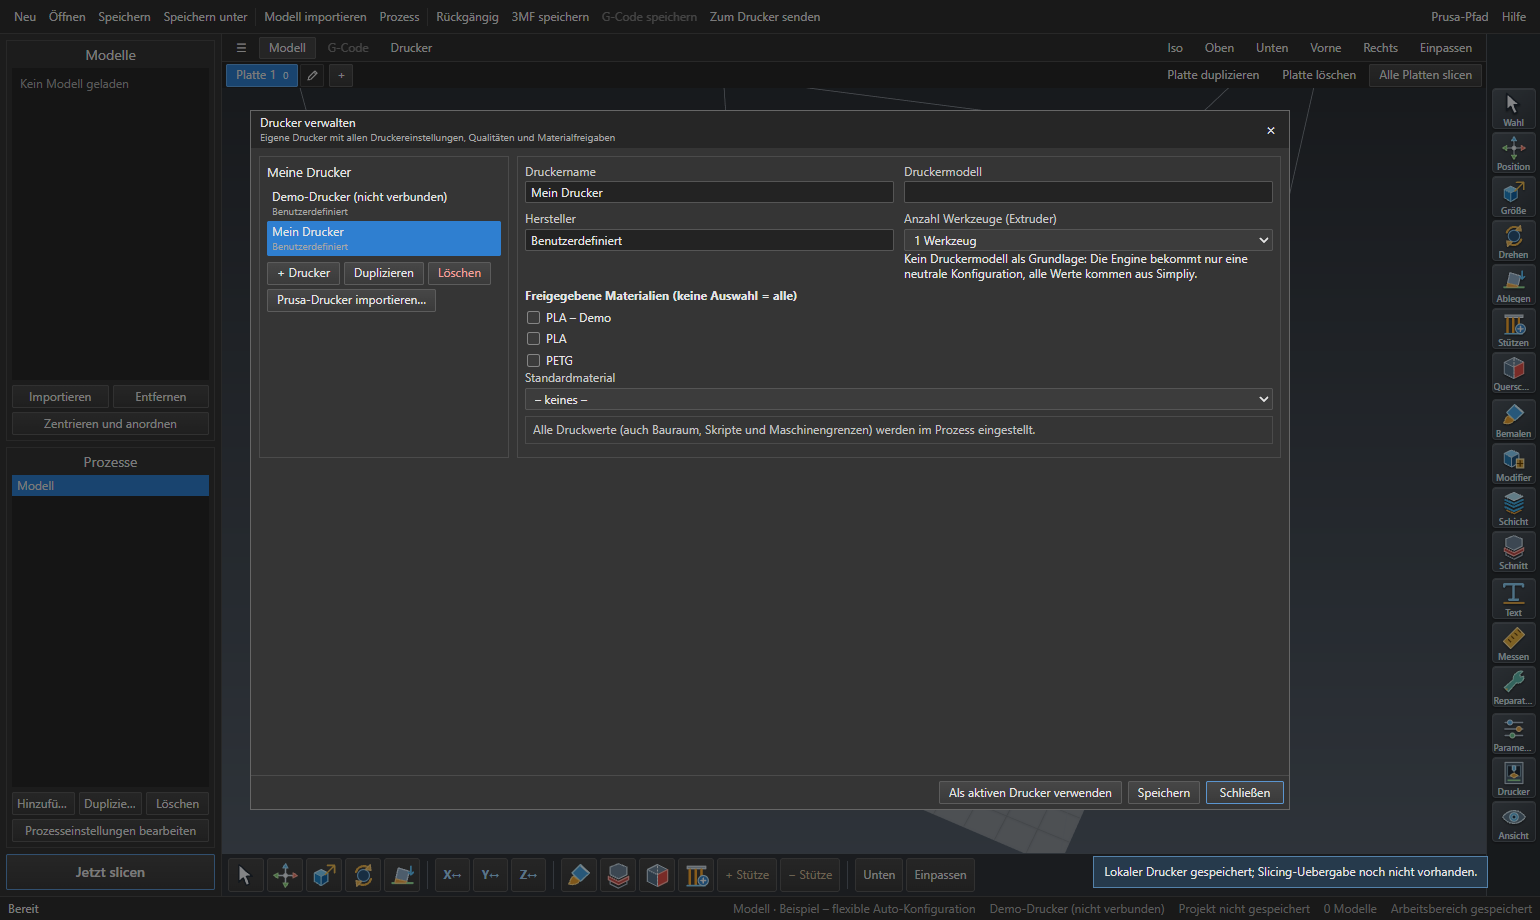 Neu Öffnen Speichern Speichern unter Modell importieren Prozess Rückgängig 3MF speichern G-Code speichern Zum Drucker senden Prusa-Pfad Hilfe
Modelle
Kein Modell geladen
Importieren Entfernen
Zentrieren und anordnen
Prozesse
Modell
Hinzufü... Duplizie... Löschen
Prozesseinstellungen bearbeiten
Jetzt slicen
☰ Modell G-Code Drucker Iso Oben Unten Vorne Rechts Einpassen
Platte 1 0 + Platte duplizieren Platte löschen Alle Platten slicen
Drucker verwalten
Eigene Drucker mit allen Druckereinstellungen, Qualitäten und Materialfreigaben
×
Meine Drucker
Demo-Drucker (nicht verbunden)
Benutzerdefiniert
Mein Drucker
Benutzerdefiniert
+ Drucker Duplizieren Löschen
Prusa-Drucker importieren...
Druckername Druckermodell
Mein Drucker
Hersteller Anzahl Werkzeuge (Extruder)
Benutzerdefiniert 1 Werkzeug
Kein Druckermodell als Grundlage: Die Engine bekommt nur eine
neutrale Konfiguration, alle Werte kommen aus Simpliy.
Freigegebene Materialien (keine Auswahl = alle)
PLA – Demo
PLA
PETG
Standardmaterial
– keines –
Alle Druckwerte (auch Bauraum, Skripte und Maschinengrenzen) werden im Prozess eingestellt.
Als aktiven Drucker verwenden Speichern Schließen
Wahl
Position
Größe
Drehen
Ablegen
Stützen
Quersc...
Bemalen
Modifier
Schicht
Schnitt
Text
Messen
Reparat...
Parame...
Drucker
Ansicht
X↔ Y↔ Z↔ + Stütze − Stütze Unten Einpassen
Lokaler Drucker gespeichert; Slicing-Uebergabe noch nicht vorhanden.
Bereit Modell · Beispiel – flexible Auto-Konfiguration Demo-Drucker (nicht verbunden) Projekt nicht gespeichert 0 Modelle Arbeitsbereich gespeichert